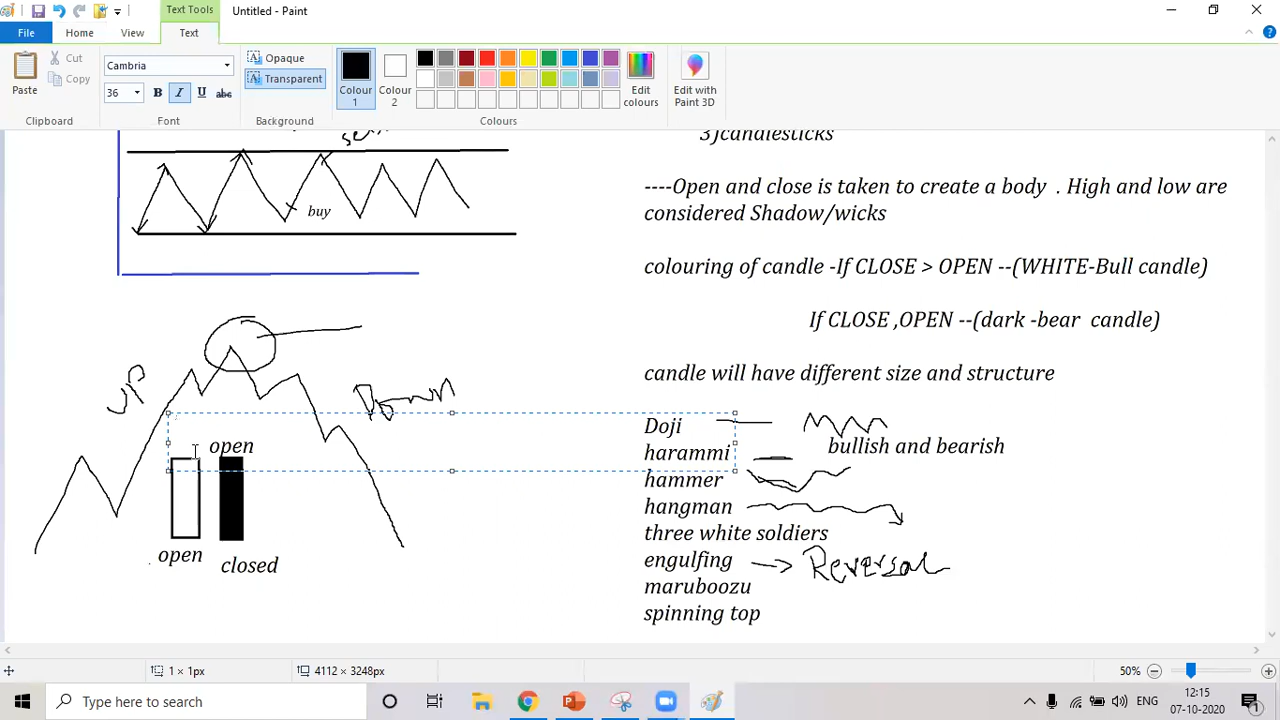 Text Tools
Untitled - Paint
File
Home
View
Text
Paste
Cut
Copy
Clipboard
Cambria
36
B
I
U
abc
Font
Opaque
Transparent
Background
Colour 1
Colour 2
Edit colours
Edit with Paint 3D
Colours
buy
UP
Down
open
open
closed
3)candlesticks
----Open and close is taken to create a body . High and low are
considered Shadow/wicks
colouring of candle -If CLOSE > OPEN --(WHITE-Bull candle)
If CLOSE ,OPEN --(dark -bear candle)
candle will have different size and structure
Doji
bullish and bearish
harammi
hammer
hangman
three white soldiers
engulfing
Reversal
maruboozu
spinning top
1 × 1px
4112 × 3248px
50%
Type here to search
ENG
12:15
07-10-2020
1